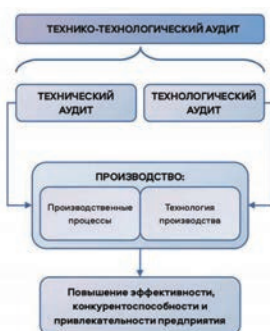 ТЕХНИКО-ТЕХНОЛОГИЧЕСКИЙ АУДИТ
ТЕХНИЧЕСКИЙ
АУДИТ
ТЕХНОЛОГИЧЕСКИЙ
АУДИТ
ПРОИЗВОДСТВО:
Производственные
процессы
Технология
производства
Повышение эффективности,
конкурентоспособности и
привлекательности предприятия